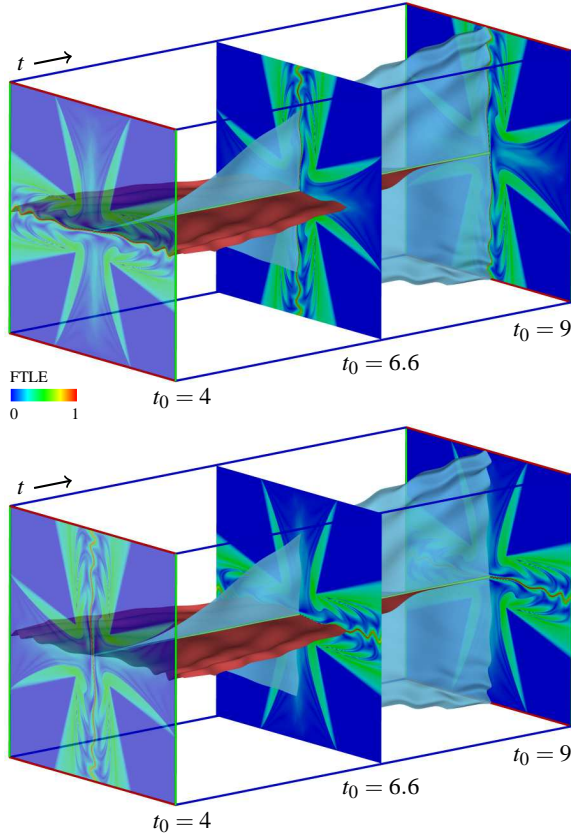 t
t₀ = 9
t₀ = 6.6
t₀ = 4
FTLE
0 1
t
t₀ = 9
t₀ = 6.6
t₀ = 4